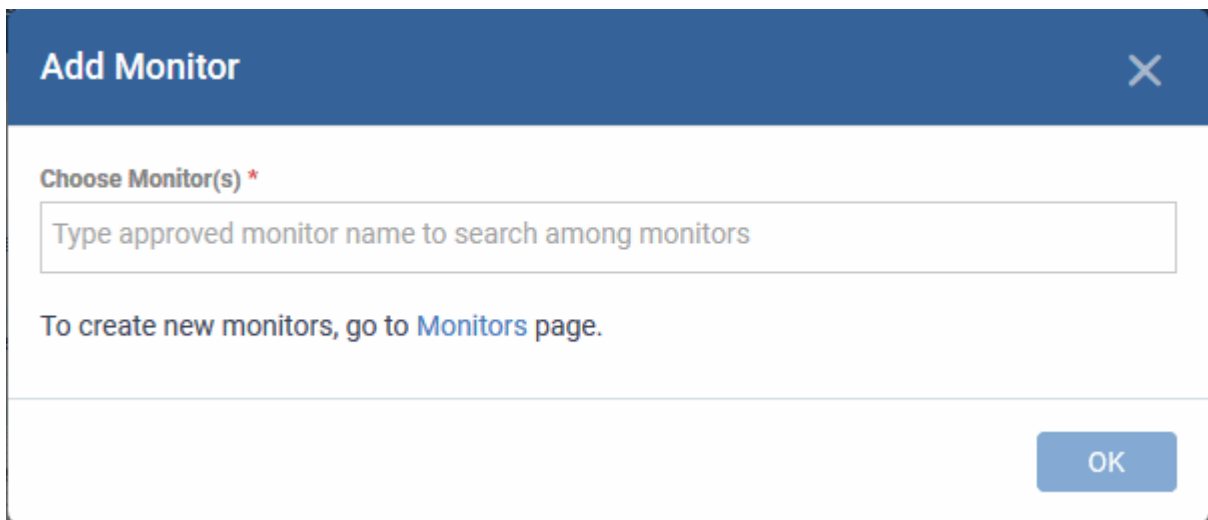 Add Monitor
Choose Monitor(s) *
Type approved monitor name to search among monitors
To create new monitors, go to Monitors page.
OK